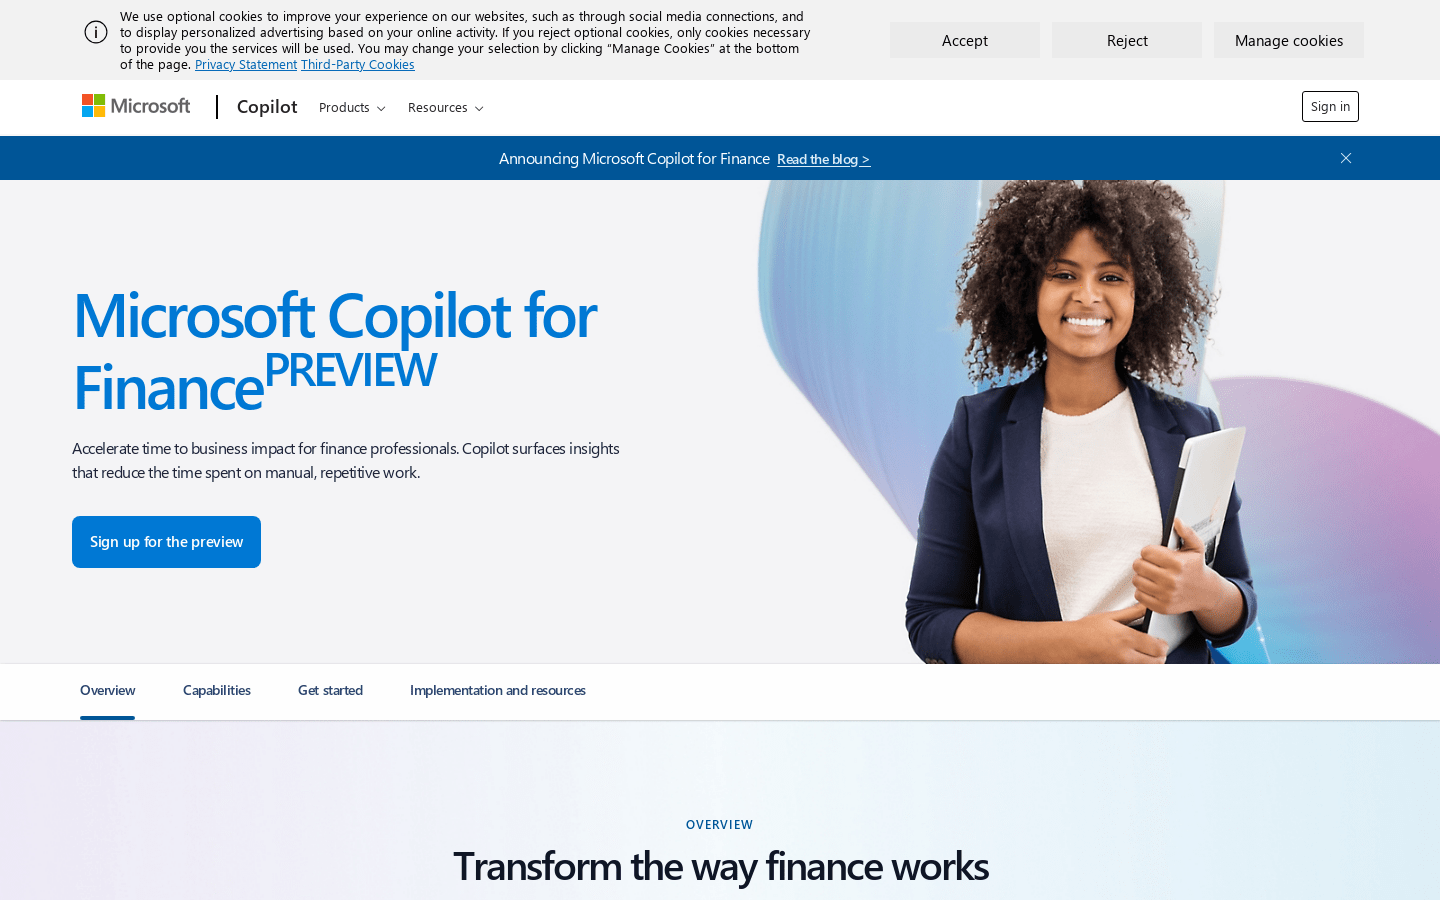 We use optional cookies to improve your experience on our websites, such as through social media connections, and
to display personalized advertising based on your online activity. If you reject optional cookies, only cookies necessary
to provide you the services will be used. You may change your selection by clicking “Manage Cookies” at the bottom
of the page. Privacy Statement Third-Party Cookies
Accept
Reject
Manage cookies
Microsoft
Copilot
Products
Resources
Sign in
Announcing Microsoft Copilot for Finance Read the blog >
Microsoft Copilot for
Finance PREVIEW
Accelerate time to business impact for finance professionals. Copilot surfaces insights
that reduce the time spent on manual, repetitive work.
Sign up for the preview
Overview
Capabilities
Get started
Implementation and resources
OVERVIEW
Transform the way finance works